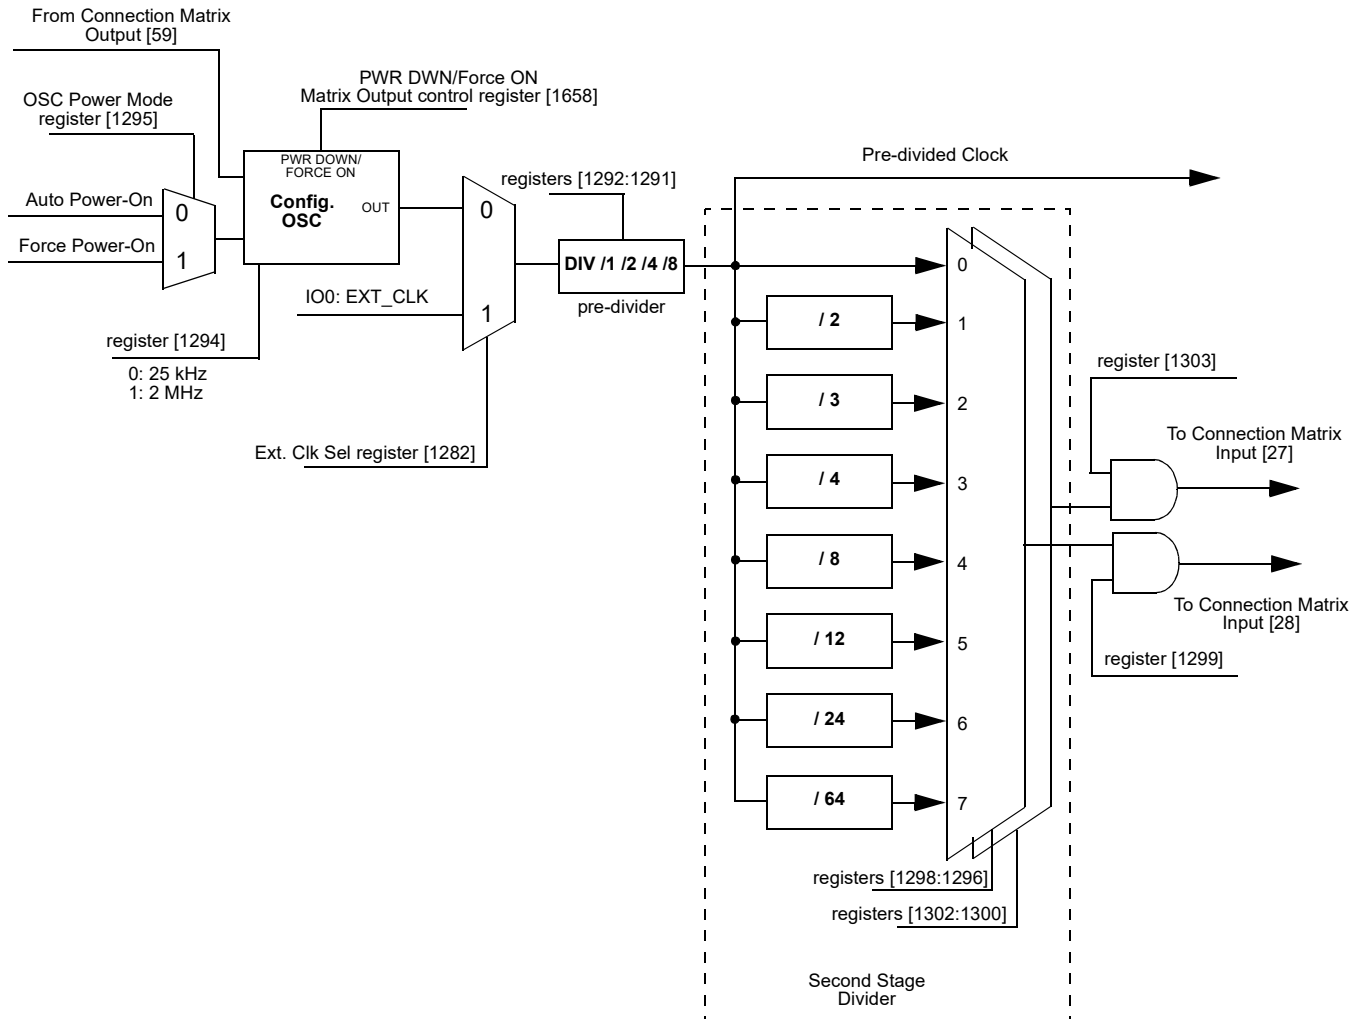 From Connection Matrix
Output [59]
PWR DWN/Force ON
Matrix Output control register [1658]
OSC Power Mode
register [1295]
PWR DOWN/
FORCE ON
Config.
OSC
OUT
Auto Power-On
0
Force Power-On
1
register [1294]
0: 25 kHz
1: 2 MHz
0
IO0: EXT_CLK
1
Ext. Clk Sel register [1282]
registers [1292:1291]
DIV /1 /2 /4 /8
pre-divider
Pre-divided Clock
0
/ 2
1
/ 3
2
/ 4
3
/ 8
4
/ 12
5
/ 24
6
/ 64
7
registers [1298:1296]
registers [1302:1300]
Second Stage
Divider
register [1303]
To Connection Matrix
Input [27]
To Connection Matrix
Input [28]
register [1299]